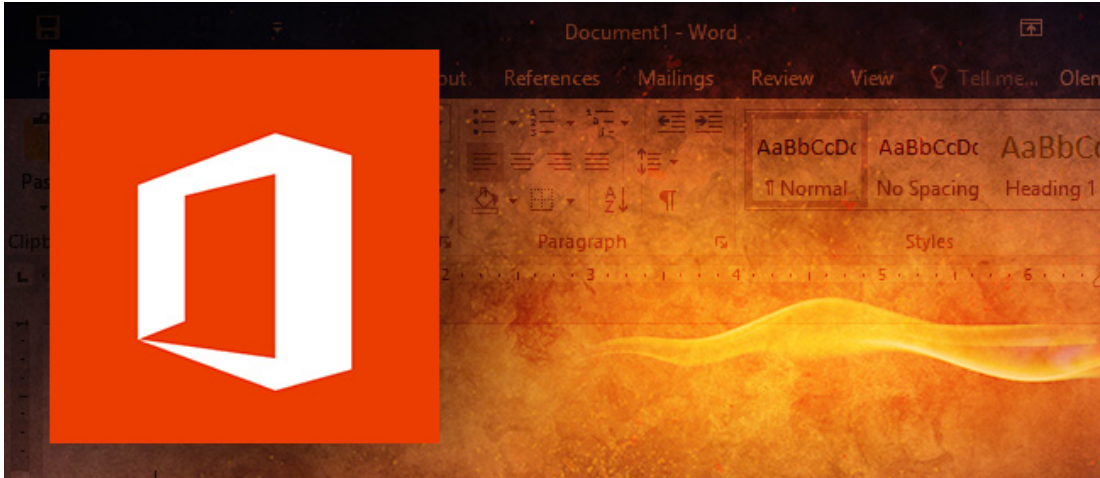 Document1 - Word
References Mailings Review View Tell me...
AaBbCcDc AaBbCcDc AaBbCc
¶ Normal No Spacing Heading 1
Paragraph Styles
2 3 4 5 6